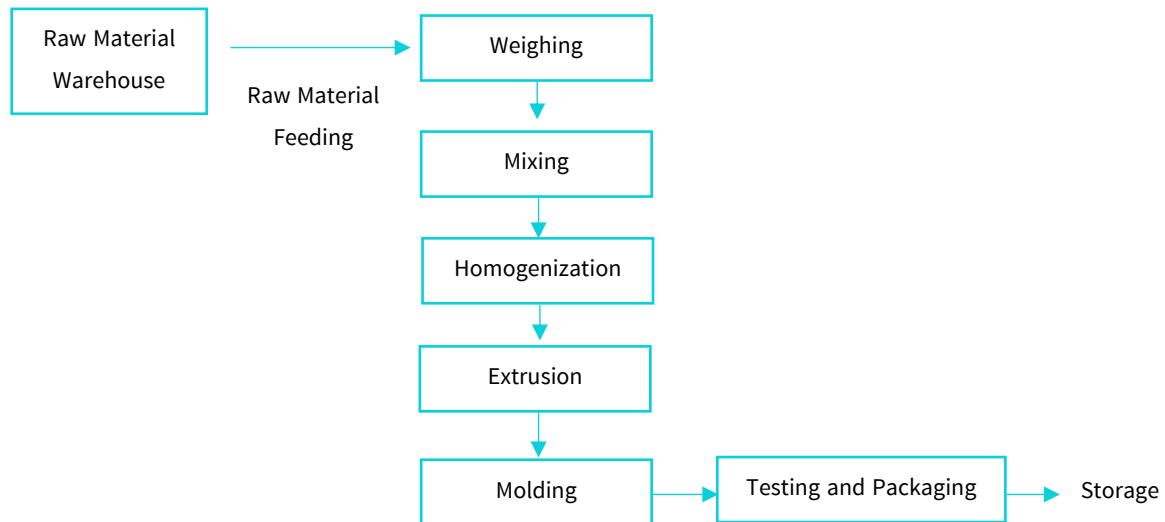 Raw Material
Warehouse
Raw Material
Feeding
Weighing
Mixing
Homogenization
Extrusion
Molding
Testing and Packaging
Storage